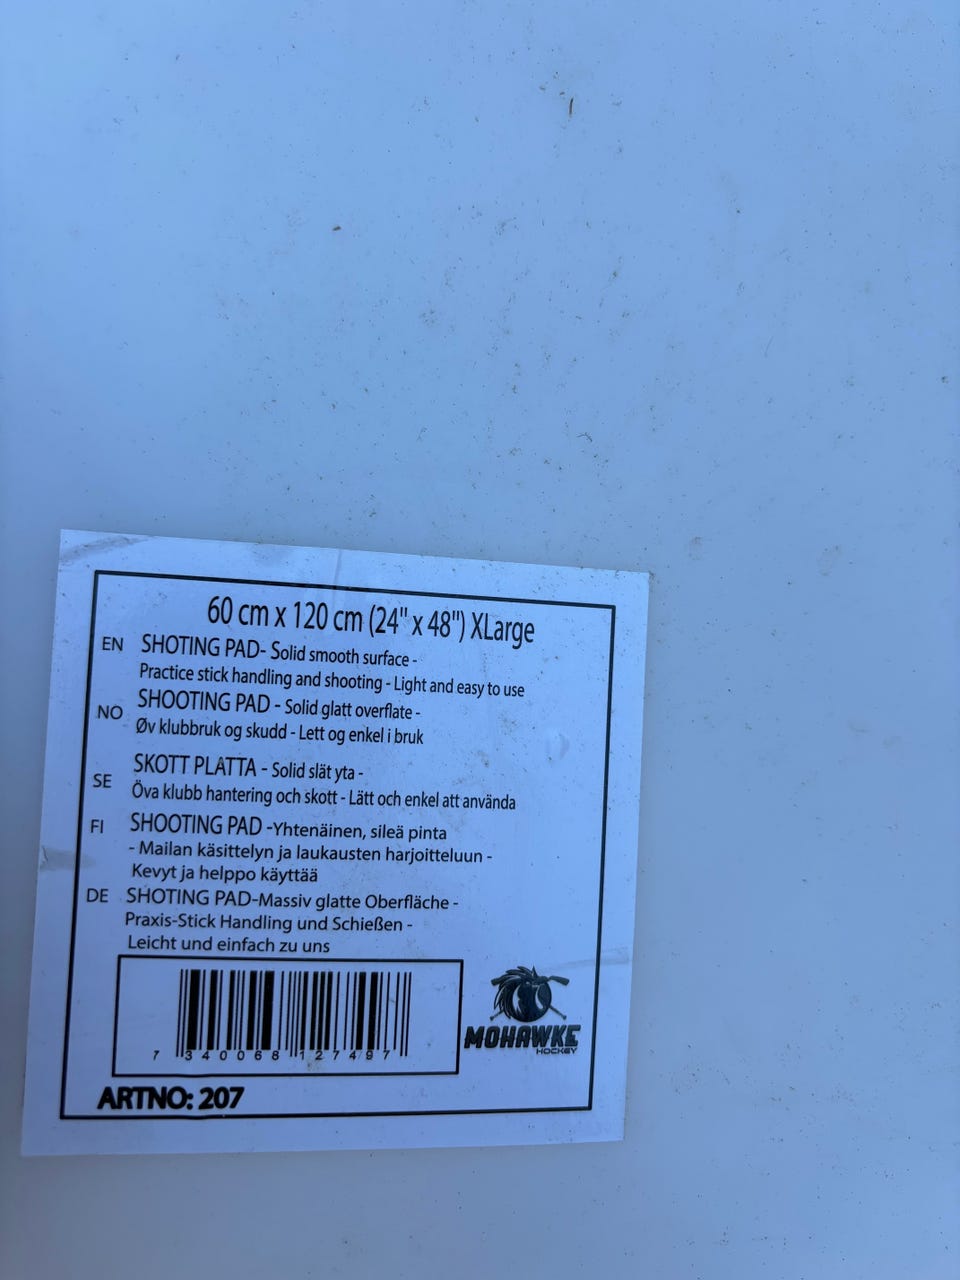 60 cm x 120 cm (24" x 48") XLarge
EN SHOTING PAD- Solid smooth surface -
Practice stick handling and shooting - Light and easy to use
NO SHOOTING PAD - Solid glatt overflate -
Øv klubbruk og skudd - Lett og enkel i bruk
SE SKOTT PLATTA - Solid slät yta -
Öva klubb hantering och skott - Lätt och enkel att använda
FI SHOOTING PAD -Yhtenäinen, sileä pinta
- Mailan käsittelyn ja laukausten harjoitteluun -
Kevyt ja helppo käyttää
DE SHOTING PAD-Massiv glatte Oberfläche -
Praxis-Stick Handling und Schießen -
Leicht und einfach zu uns
7 340068 127497
MOHAWKE
HOCKEY
ARTNO: 207